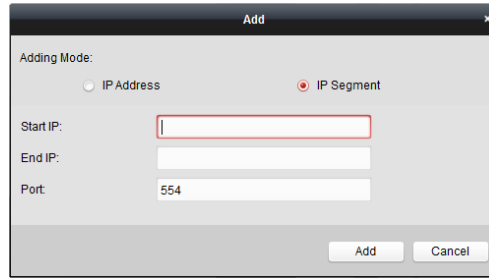 Add
Adding Mode:
IP Address
IP Segment
Start IP:
End IP:
Port:
554
Add
Cancel